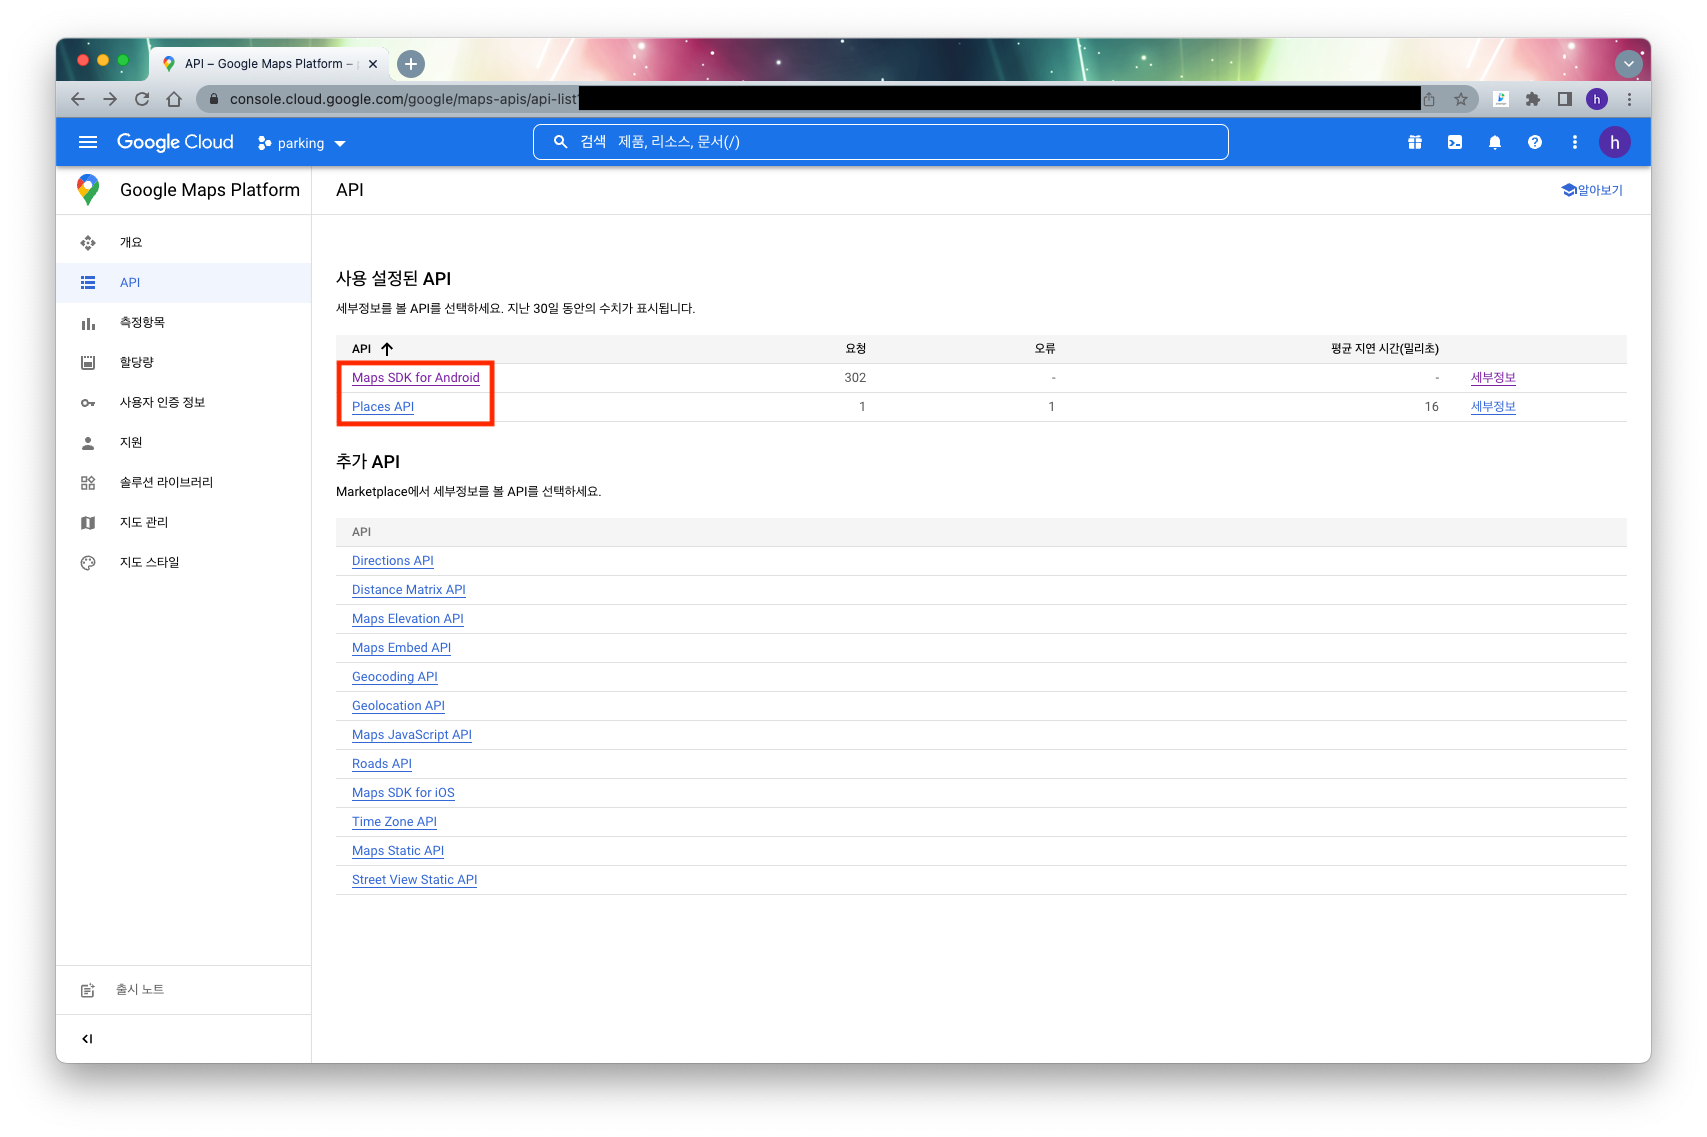 API – Google Maps Platform –
console.cloud.google.com/google/maps-apis/api-list?
h
Google Cloud
parking
검색 제품, 리소스, 문서(/)
h
Google Maps Platform
API
알아보기
개요
API
측정항목
할당량
사용자 인증 정보
지원
솔루션 라이브러리
지도 관리
지도 스타일
출시 노트
사용 설정된 API
세부정보를 볼 API를 선택하세요. 지난 30일 동안의 수치가 표시됩니다.
API 요청 오류 평균 지연 시간(밀리초)
Maps SDK for Android 302 - - 세부정보
Places API 1 1 16 세부정보
추가 API
Marketplace에서 세부정보를 볼 API를 선택하세요.
API
Directions API
Distance Matrix API
Maps Elevation API
Maps Embed API
Geocoding API
Geolocation API
Maps JavaScript API
Roads API
Maps SDK for iOS
Time Zone API
Maps Static API
Street View Static API